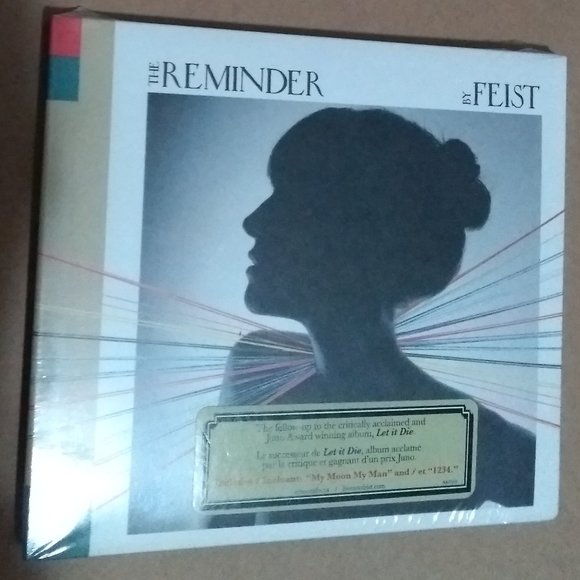 THE REMINDER
BY FEIST
The follow-up to the critically acclaimed and
Juno Award winning album, Let it Die.
Le successeur de Let it Die, album acclamé
par la critique et gagnant d'un prix Juno.
Includes / Incluant: "My Moon My Man" and / et "1234."